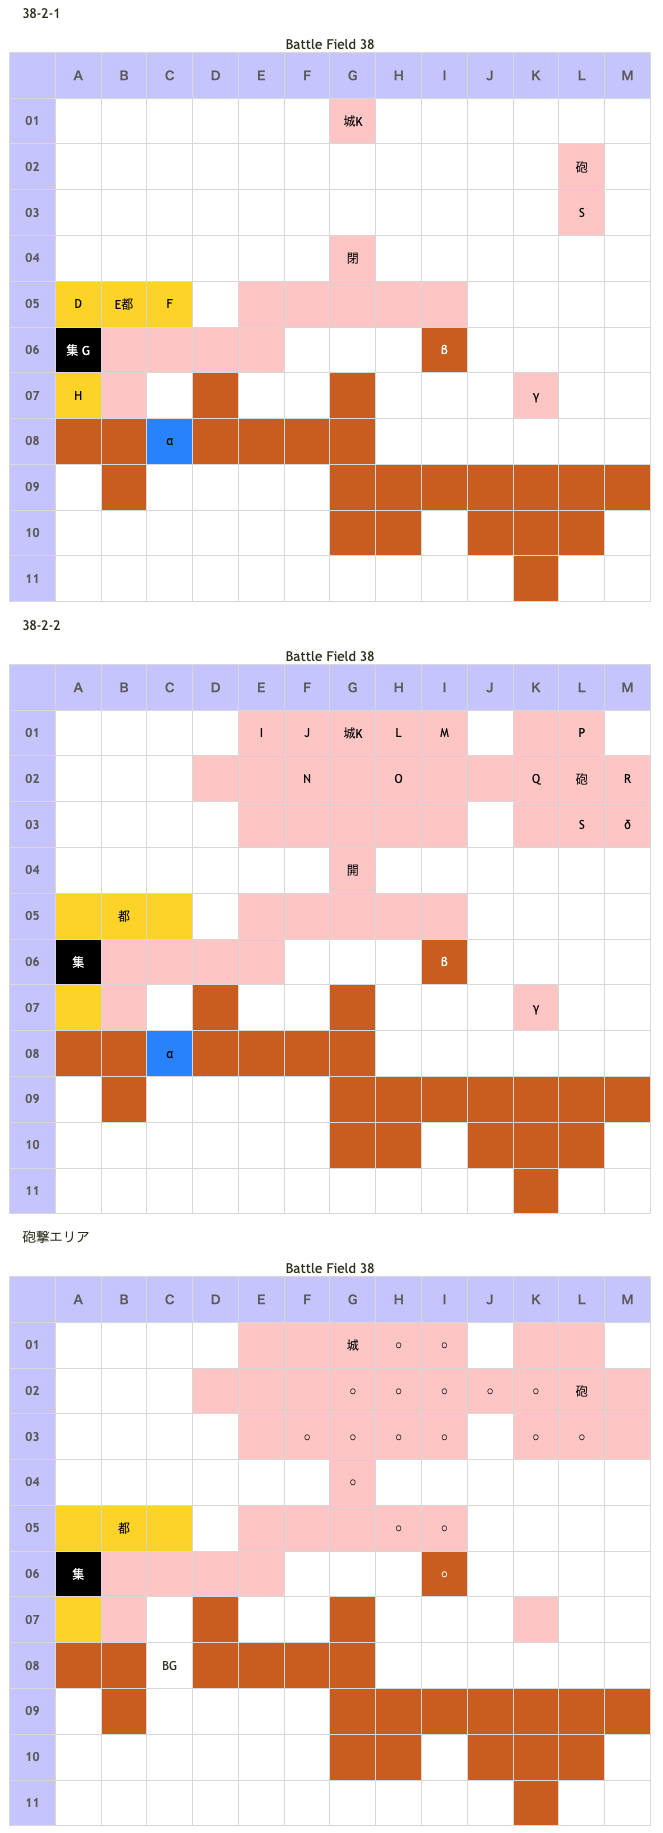 38-2-1
Battle Field 38
A B C D E F G H I J K L M
01 城K
02 砲
03 S
04 閉
05 D E都 F
06 集 G β
07 H γ
08 α
09
10
11
38-2-2
Battle Field 38
A B C D E F G H I J K L M
01 I J 城K L M P
02 N O Q 砲 R
03 S δ
04 開
05 都
06 集 β
07 γ
08 α
09
10
11
砲撃エリア
Battle Field 38
A B C D E F G H I J K L M
01 城 ○ ○
02 ○ ○ ○ ○ ○ 砲
03 ○ ○ ○ ○ ○ ○
04 ○
05 都 ○ ○
06 集 ○
07
08 BG
09
10
11